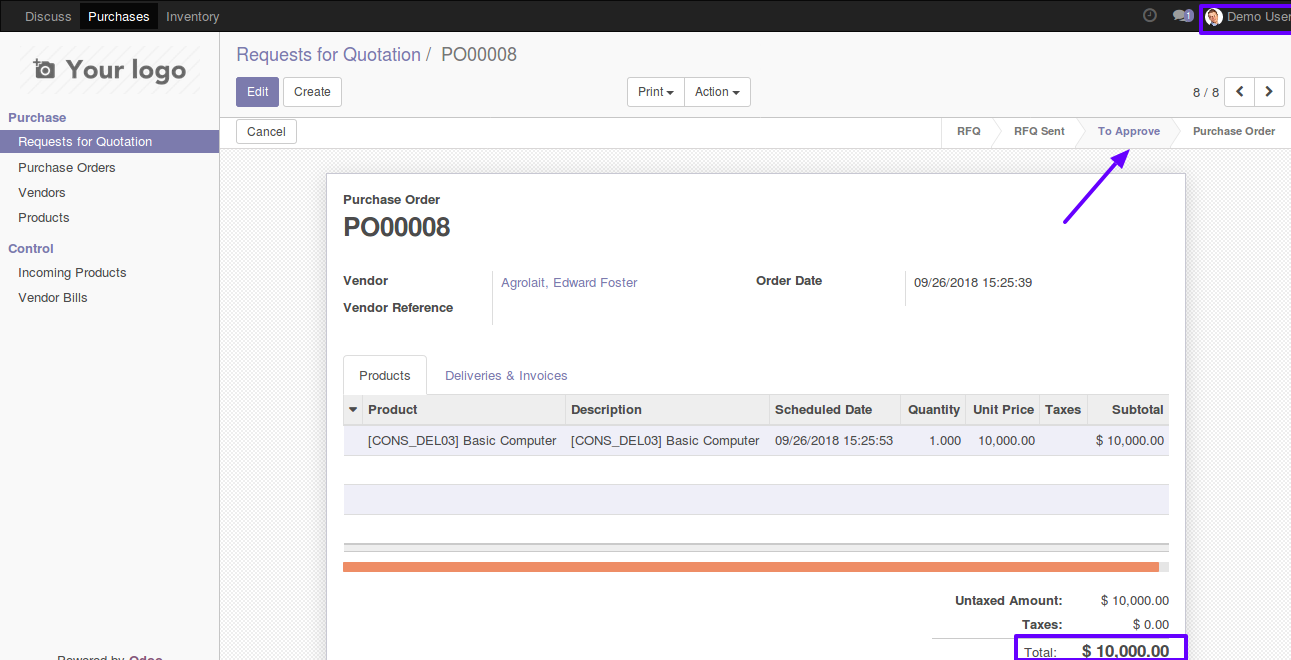 Discuss Purchases Inventory 1 Demo User
Your logo
Purchase
Requests for Quotation
Purchase Orders
Vendors
Products
Control
Incoming Products
Vendor Bills
Powered by Odoo
Requests for Quotation / PO00008
Edit Create Print Action 8 / 8
Cancel RFQ RFQ Sent To Approve Purchase Order
Purchase Order
PO00008
Vendor Agrolait, Edward Foster Order Date 09/26/2018 15:25:39
Vendor Reference
Products Deliveries & Invoices
Product Description Scheduled Date Quantity Unit Price Taxes Subtotal
[CONS_DEL03] Basic Computer [CONS_DEL03] Basic Computer 09/26/2018 15:25:53 1.000 10,000.00 $ 10,000.00
Untaxed Amount: $ 10,000.00
Taxes: $ 0.00
Total: $ 10,000.00